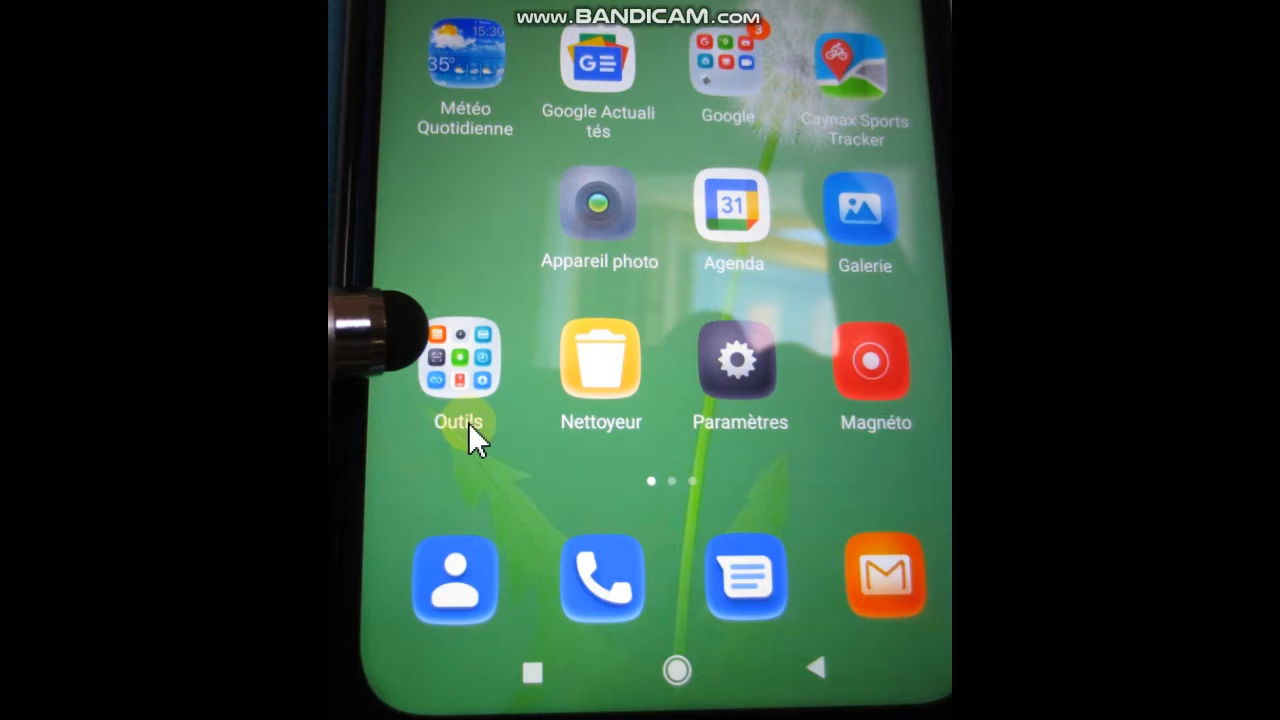 www.BANDICAM.com
15:30
35°
GE
3
Météo
Quotidienne
Google Actuali
tés
Google
Caynax Sports
Tracker
31
Appareil photo
Agenda
Galerie
Outils
Nettoyeur
Paramètres
Magnéto